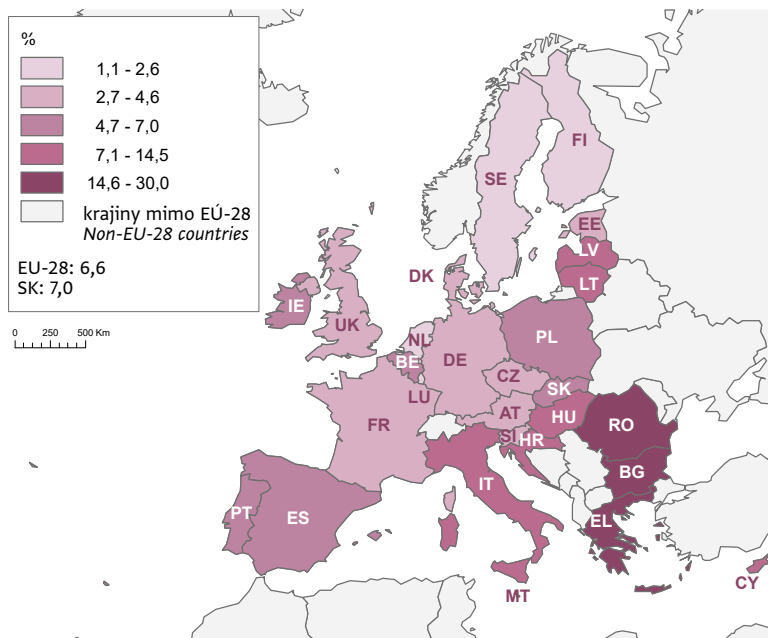 %
1,1 - 2,6
2,7 - 4,6
4,7 - 7,0
7,1 - 14,5
14,6 - 30,0
krajiny mimo EÚ-28
Non-EU-28 countries
EU-28: 6,6
SK: 7,0
0 250 500 Km
FI
SE
EE
LV
LT
DK
IE
UK
NL
BE
DE
PL
LU
CZ
SK
FR
AT
HU
SI
HR
RO
BG
IT
PT
ES
EL
MT
CY